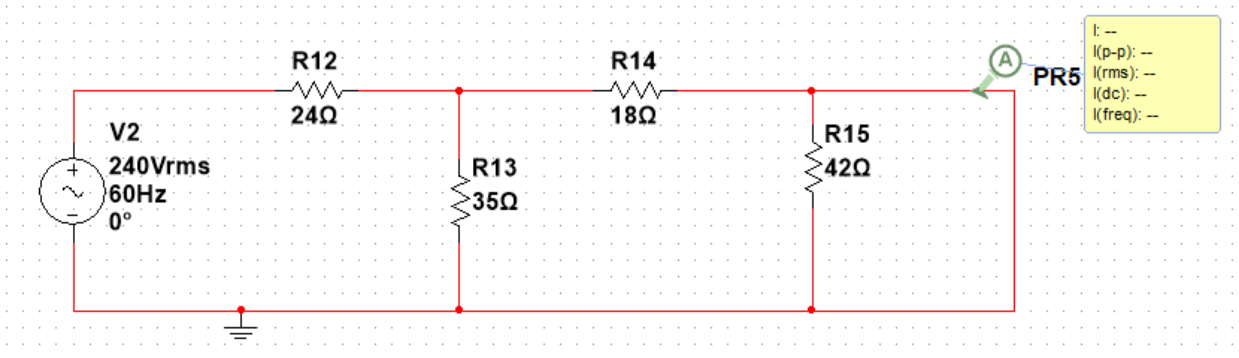 R12
24Ω
R14
18Ω
A
PR5
I: --
I(p-p): --
I(rms): --
I(dc): --
I(freq): --
V2
240Vrms
60Hz
0°
R13
35Ω
R15
42Ω